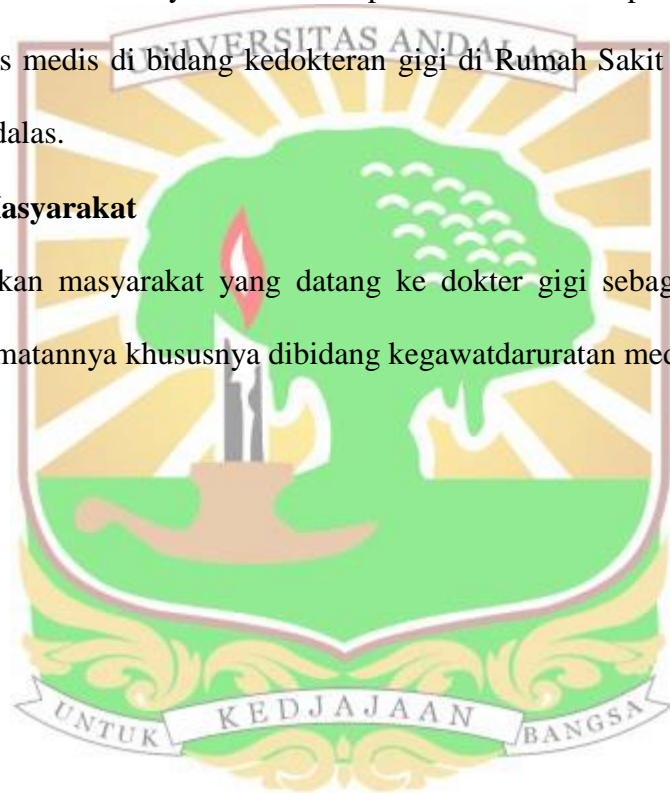 UNIVERSITAS ANDALAS
s medis di bidang kedokteran gigi di Rumah Sakit
dalas.
Masyarakat
kan masyarakat yang datang ke dokter gigi sebag
matannya khususnya dibidang kegawatdaruratan med
UNTUK KEDJAJAAN BANGSA